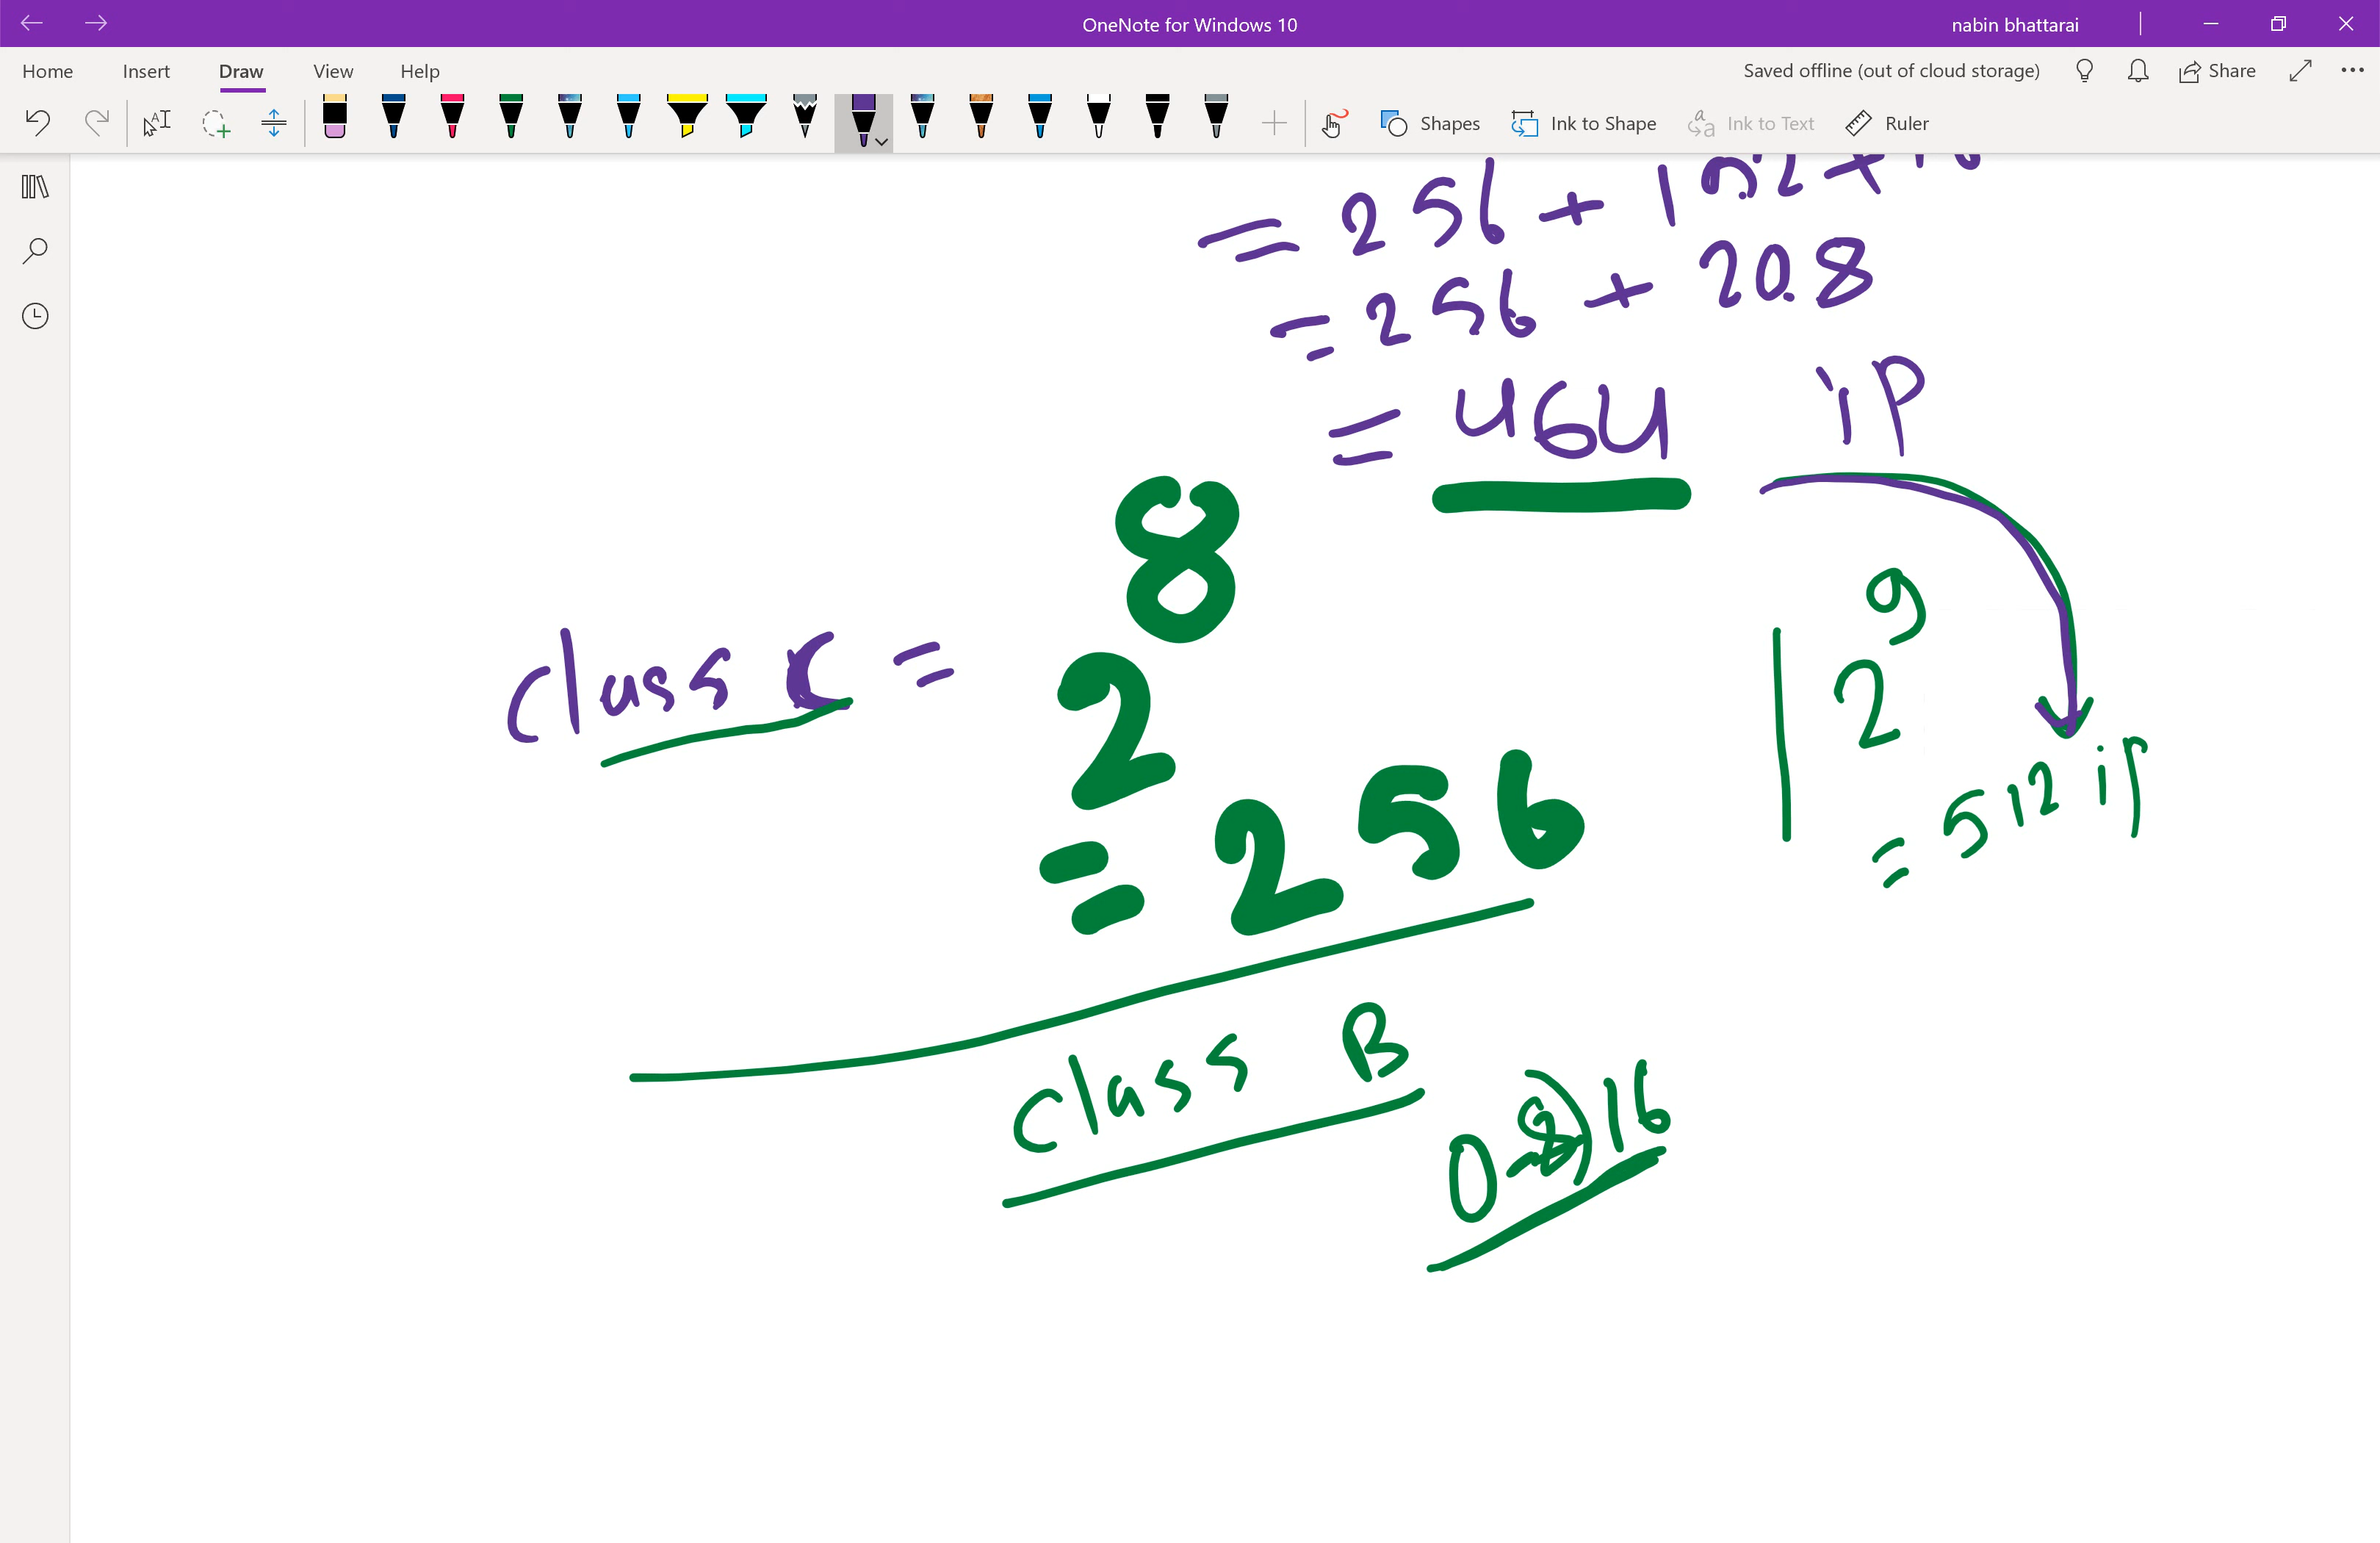 OneNote for Windows 10
nabin bhattarai
Home Insert Draw View Help
Saved offline (out of cloud storage)
Share
Shapes
Ink to Shape
Ink to Text
Ruler
= 256 +
= 256 + 208
= 464 ip
class C = 2^8
= 256
2^9
= 512 ip
class B
0-8) 16